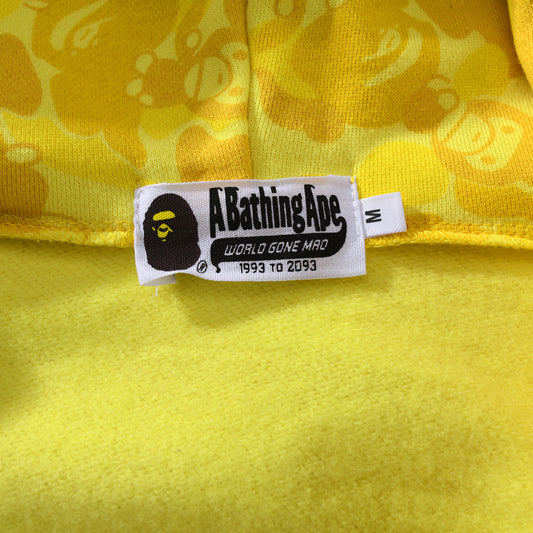 A Bathing Ape
WORLD GONE MAD
®
1993 TO 2093
M